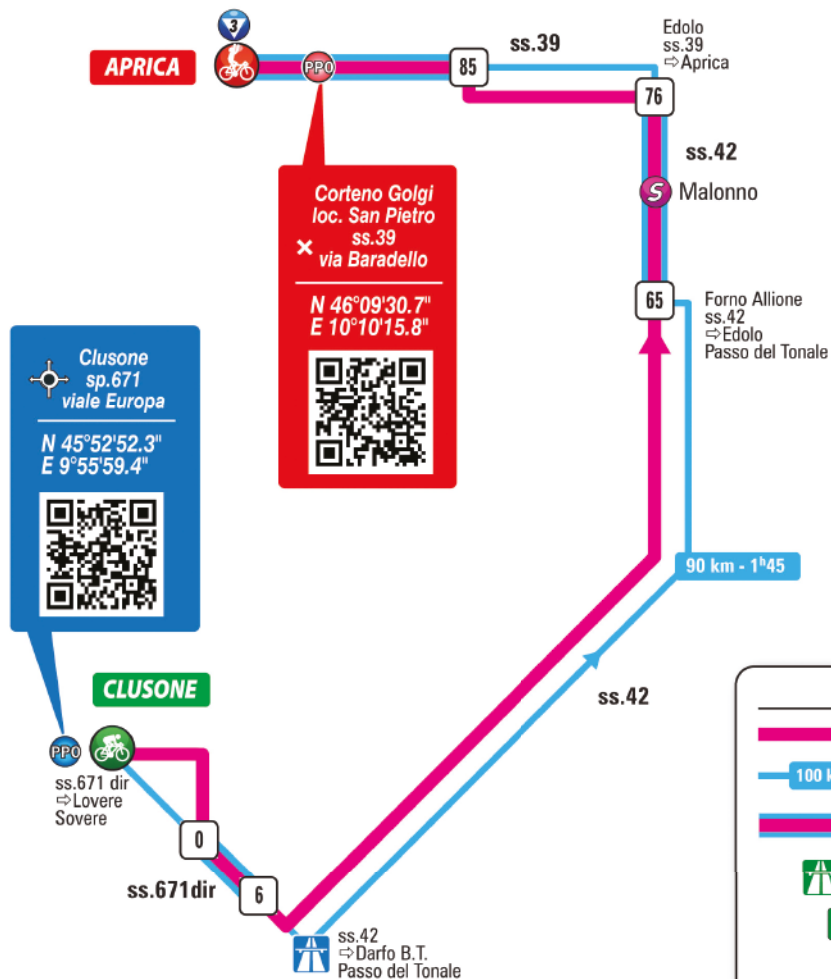 3
APRICA
PPO
85
ss.39
Edolo
ss.39
⇨Aprica
76
ss.42
S Malonno
Corteno Golgi
loc. San Pietro
ss.39
via Baradello
N 46°09'30.7"
E 10°10'15.8"
65
Forno Allione
ss.42
⇨Edolo
Passo del Tonale
Clusone
sp.671
viale Europa
N 45°52'52.3"
E 9°55'59.4"
90 km - 1ʰ45
CLUSONE
ss.42
PPO
ss.671 dir
⇨Lovere
Sovere
100 k
0
ss.671dir
6
ss.42
⇨Darfo B.T.
Passo del Tonale